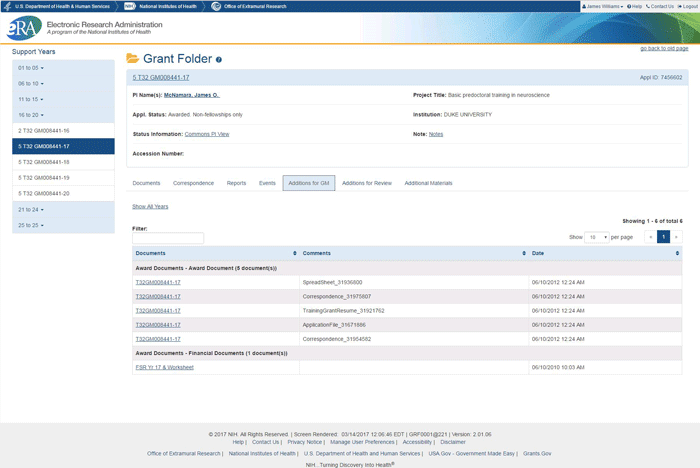 U.S. Department of Health & Human Services
NIH National Institutes of Health
Office of Extramural Research
James Williams Help Contact Us Logout
eRA Electronic Research Administration
A program of the National Institutes of Health
go back to old page
Support Years
01 to 05
06 to 10
11 to 15
16 to 20
2 T32 GM008441-16
5 T32 GM008441-17
5 T32 GM008441-18
5 T32 GM008441-19
5 T32 GM008441-20
21 to 24
25 to 25
Grant Folder ?
5 T32 GM008441-17 Appl ID: 7456602
PI Name(s): McNamara, James O. Project Title: Basic predoctoral training in neuroscience
Appl. Status: Awarded. Non-fellowships only Institution: DUKE UNIVERSITY
Status Information: Commons PI View Note: Notes
Accession Number:
Documents Correspondence Reports Events Additions for GM Additions for Review Additional Materials
Show All Years
Showing 1 - 6 of total 6
Filter:
Show 10 per page « 1 »
Documents Comments Date
Award Documents - Award Document (5 document(s))
T32GM008441-17 SpreadSheet_31936800 06/10/2012 12:24 AM
T32GM008441-17 Correspondence_31975807 06/10/2012 12:24 AM
T32GM008441-17 TrainingGrantResume_31921762 06/10/2012 12:24 AM
T32GM008441-17 ApplicationFile_31671886 06/10/2012 12:24 AM
T32GM008441-17 Correspondence_31954582 06/10/2012 12:24 AM
Award Documents - Financial Documents (1 document(s))
FSR Yr 17 & Worksheet 06/10/2010 10:03 AM
© 2017 NIH. All Rights Reserved. | Screen Rendered: 03/14/2017 12:06:46 EDT | GRF0001@221 | Version: 2.01.06
Help | Contact Us | Privacy Notice | Manage User Preferences | Accessibility | Disclaimer
Office of Extramural Research | National Institutes of Health | U.S. Department of Health and Human Services | USA.Gov - Government Made Easy | Grants.Gov
NIH... Turning Discovery Into Health®